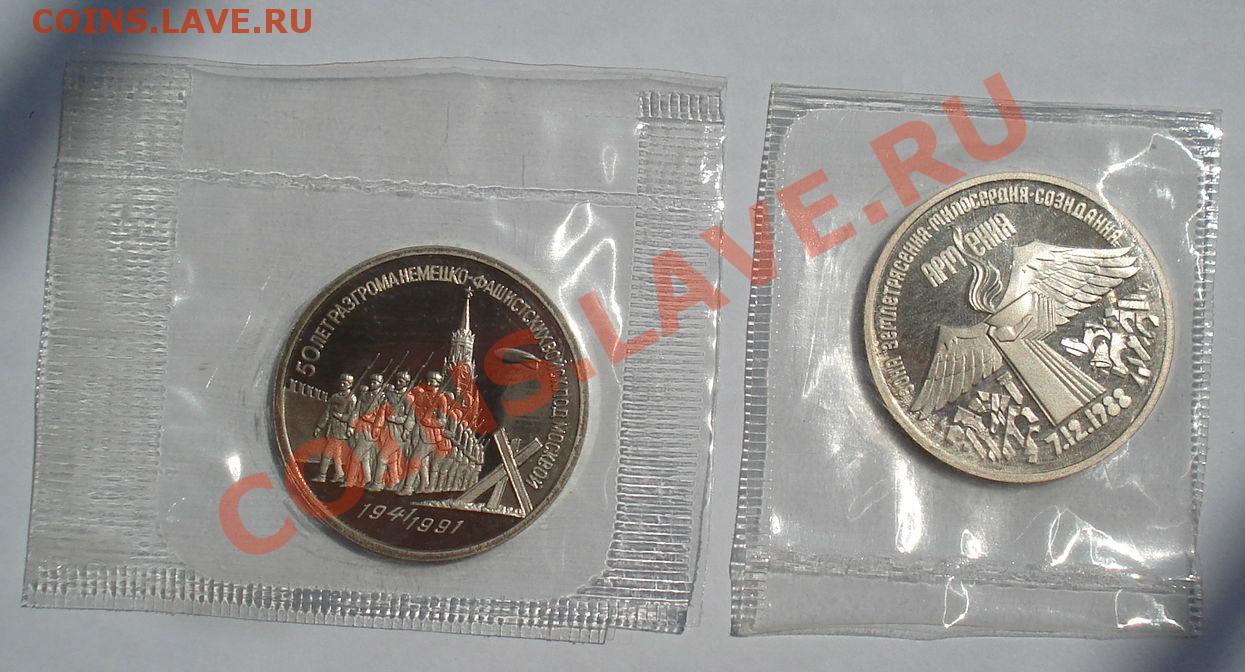 COINS.LAVE.RU
50 ЛЕТ РАЗГРОМА НЕМЕЦКО-ФАШИСТСКИХ ПОД МОСКВОЙ
1941/1991
COINS.LAVE.RU
ЗЕМЛЕТРЯСЕНИЯ·МИЛОСЕРДИЯ-СОЗИДАНИЯ
АРМЕНИЯ
7.12.1988